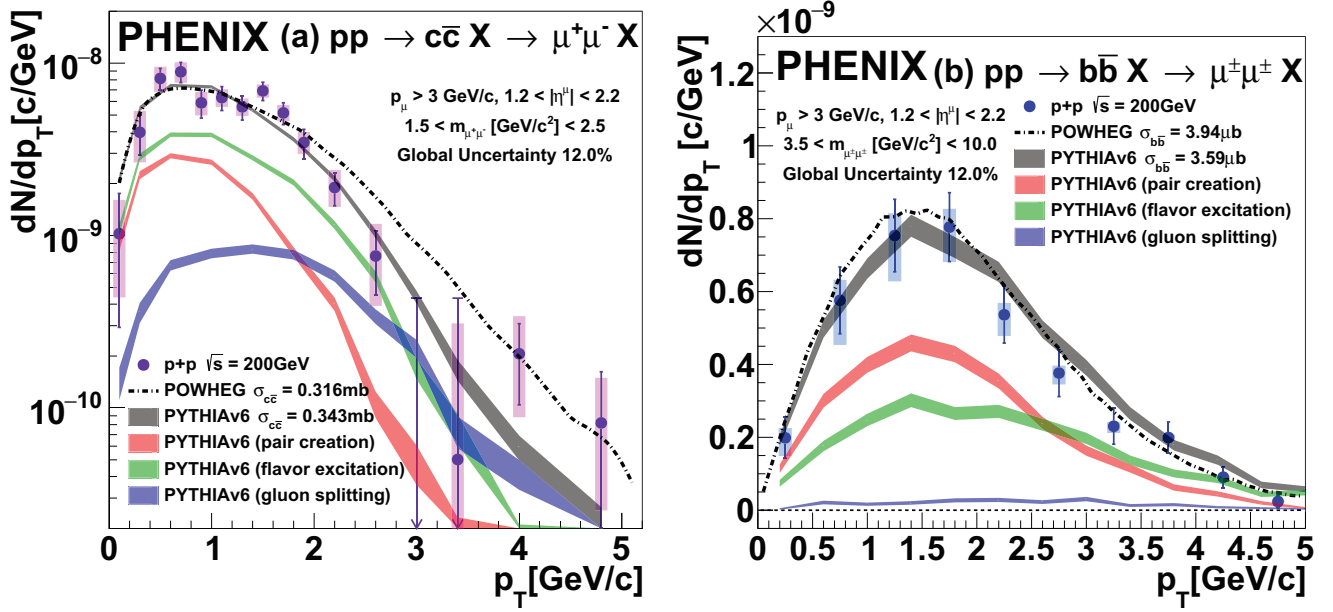 PHENIX (a) pp → cc̅ X → μ⁺μ⁻ X
p_μ > 3 GeV/c, 1.2 < |η^μ| < 2.2
1.5 < m_μ⁺μ⁻ [GeV/c²] < 2.5
Global Uncertainty 12.0%
dN/dp_T [c/GeV]
10⁻⁸
10⁻⁹
10⁻¹⁰
p+p √s = 200GeV
POWHEG σ_cc̅ = 0.316mb
PYTHIAv6 σ_cc̅ = 0.343mb
PYTHIAv6 (pair creation)
PYTHIAv6 (flavor excitation)
PYTHIAv6 (gluon splitting)
0 1 2 3 4 5
p_T[GeV/c]
×10⁻⁹
PHENIX (b) pp → bb̅ X → μ^±μ^± X
p_μ > 3 GeV/c, 1.2 < |η^μ| < 2.2
3.5 < m_μ^±μ^± [GeV/c²] < 10.0
Global Uncertainty 12.0%
p+p √s = 200GeV
POWHEG σ_bb̅ = 3.94μb
PYTHIAv6 σ_bb̅ = 3.59μb
PYTHIAv6 (pair creation)
PYTHIAv6 (flavor excitation)
PYTHIAv6 (gluon splitting)
dN/dp_T [c/GeV]
1.2
1
0.8
0.6
0.4
0.2
0
0 0.5 1 1.5 2 2.5 3 3.5 4 4.5 5
p_T[GeV/c]